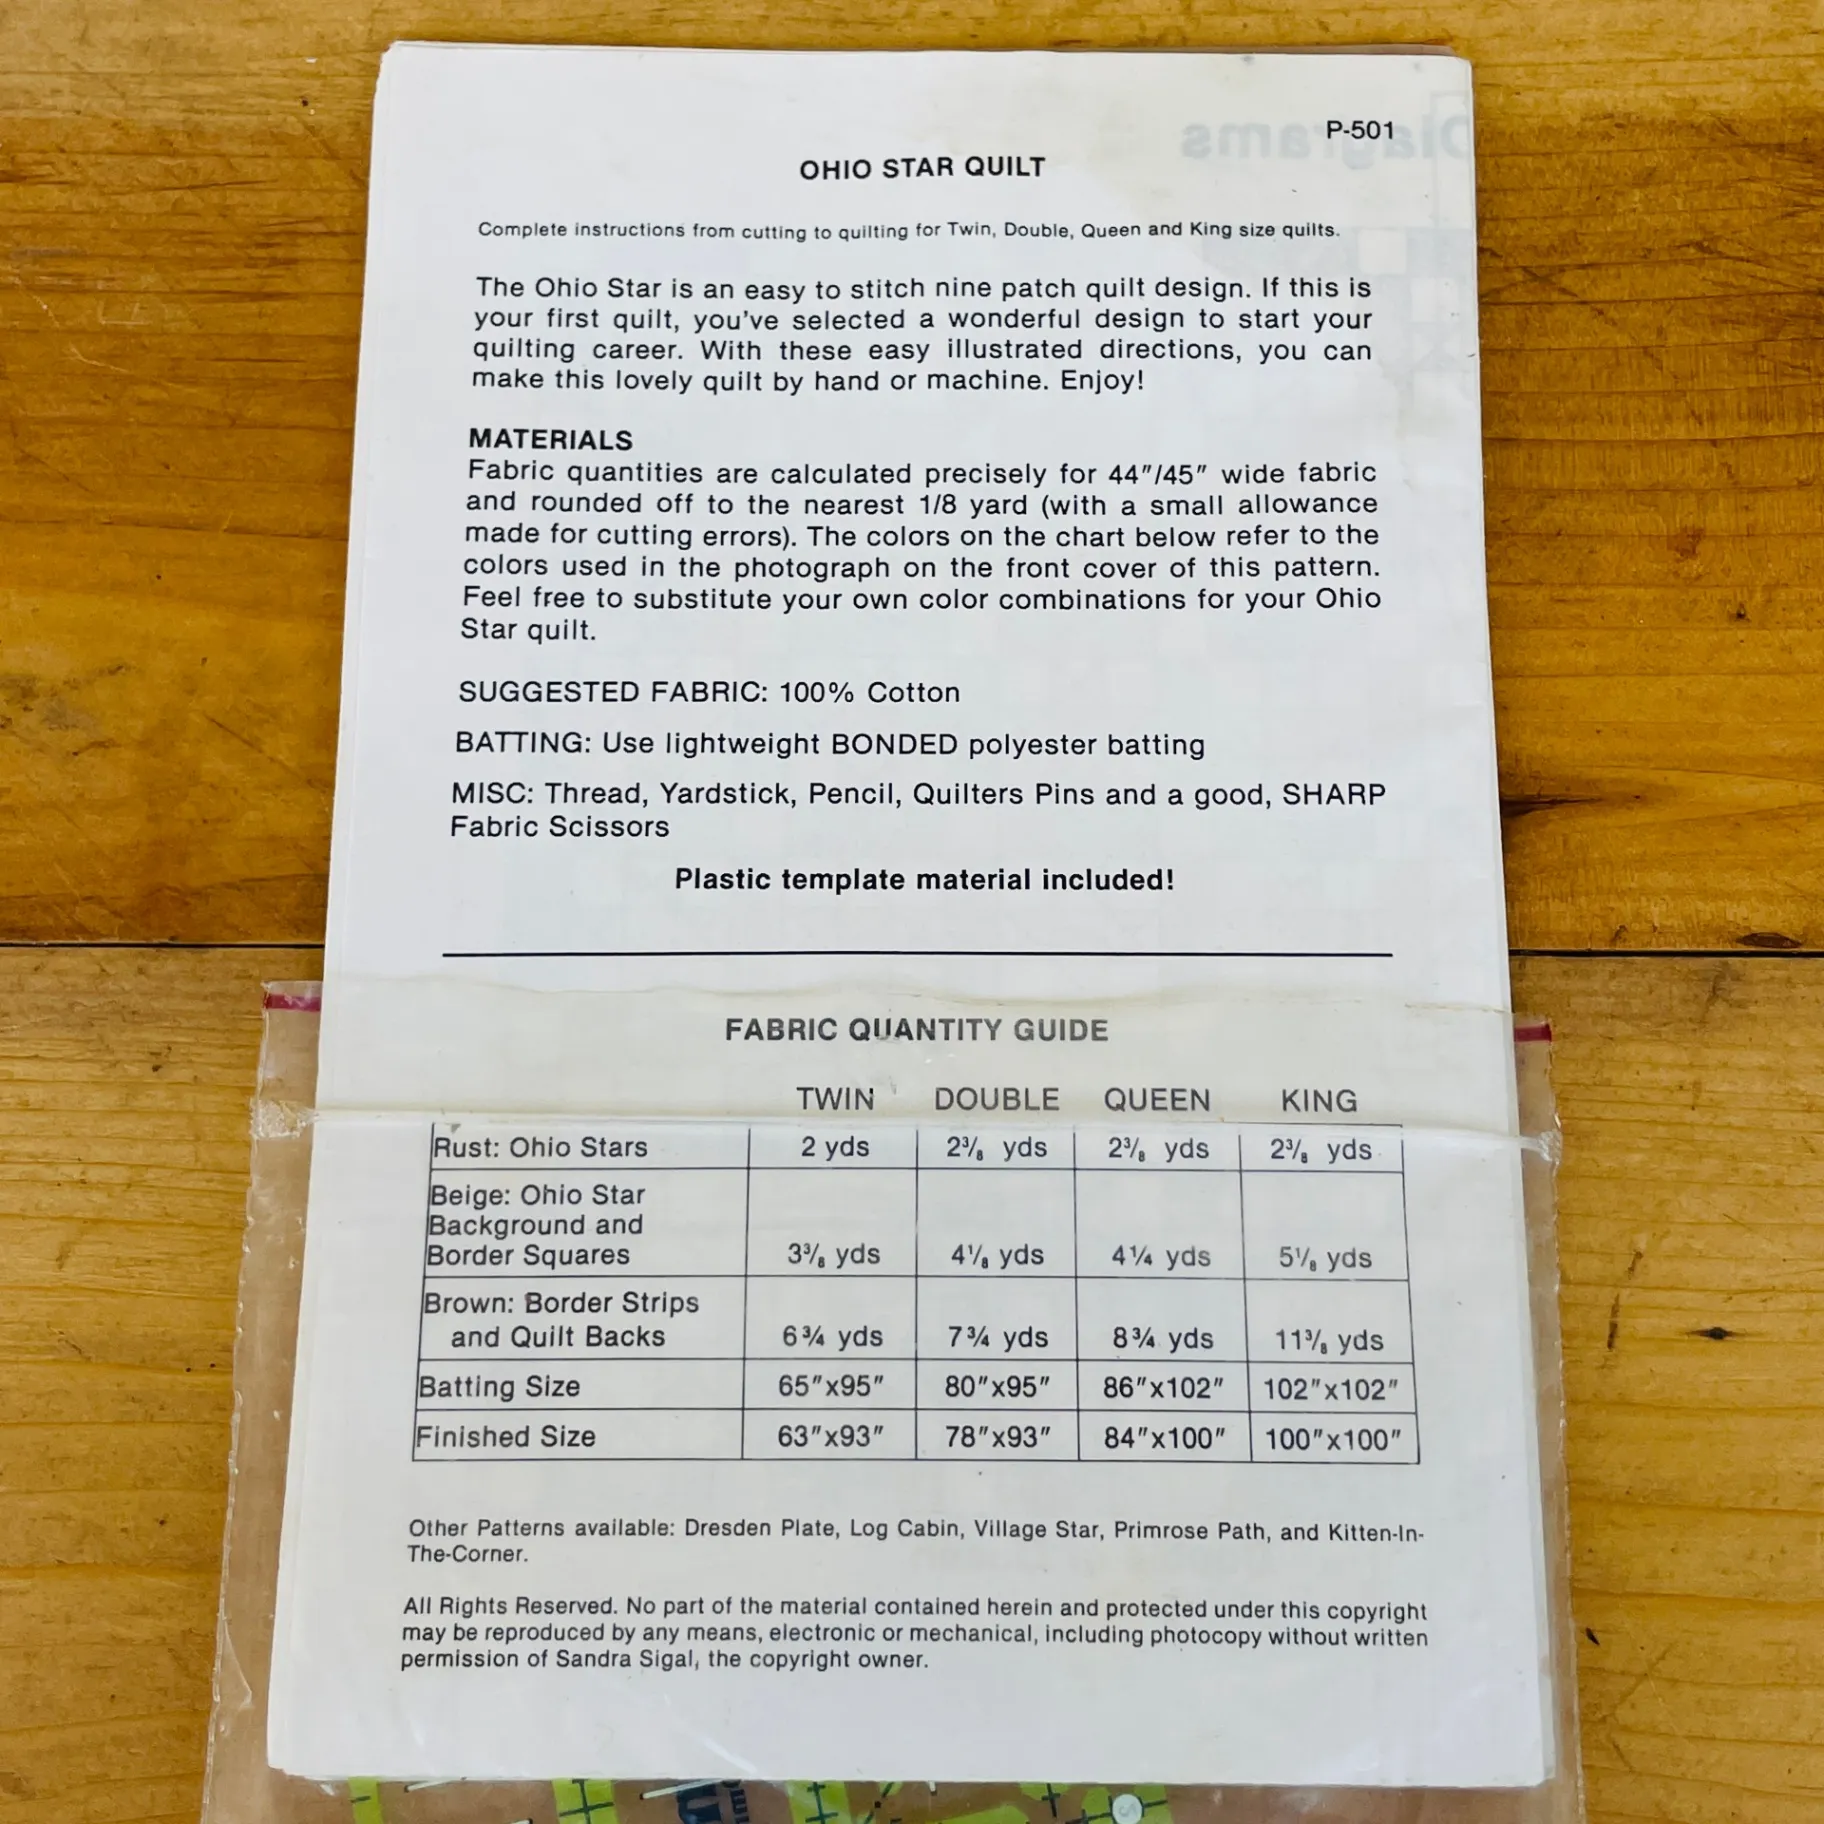 P-501
Diagrams
OHIO STAR QUILT
Complete instructions from cutting to quilting for Twin, Double, Queen and King size quilts.
The Ohio Star is an easy to stitch nine patch quilt design. If this is
your first quilt, you've selected a wonderful design to start your
quilting career. With these easy illustrated directions, you can
make this lovely quilt by hand or machine. Enjoy!
MATERIALS
Fabric quantities are calculated precisely for 44"/45" wide fabric
and rounded off to the nearest 1/8 yard (with a small allowance
made for cutting errors). The colors on the chart below refer to the
colors used in the photograph on the front cover of this pattern.
Feel free to substitute your own color combinations for your Ohio
Star quilt.
SUGGESTED FABRIC: 100% Cotton
BATTING: Use lightweight BONDED polyester batting
MISC: Thread, Yardstick, Pencil, Quilters Pins and a good, SHARP
Fabric Scissors
Plastic template material included!
FABRIC QUANTITY GUIDE
TWIN DOUBLE QUEEN KING
Rust: Ohio Stars 2 yds 2⅜ yds 2⅜ yds 2⅜ yds
Beige: Ohio Star
Background and
Border Squares 3⅜ yds 4⅛ yds 4¼ yds 5⅛ yds
Brown: Border Strips
and Quilt Backs 6¾ yds 7¾ yds 8¾ yds 11⅜ yds
Batting Size 65"x95" 80"x95" 86"x102" 102"x102"
Finished Size 63"x93" 78"x93" 84"x100" 100"x100"
Other Patterns available: Dresden Plate, Log Cabin, Village Star, Primrose Path, and Kitten-In-
The-Corner.
All Rights Reserved. No part of the material contained herein and protected under this copyright
may be reproduced by any means, electronic or mechanical, including photocopy without written
permission of Sandra Sigal, the copyright owner.